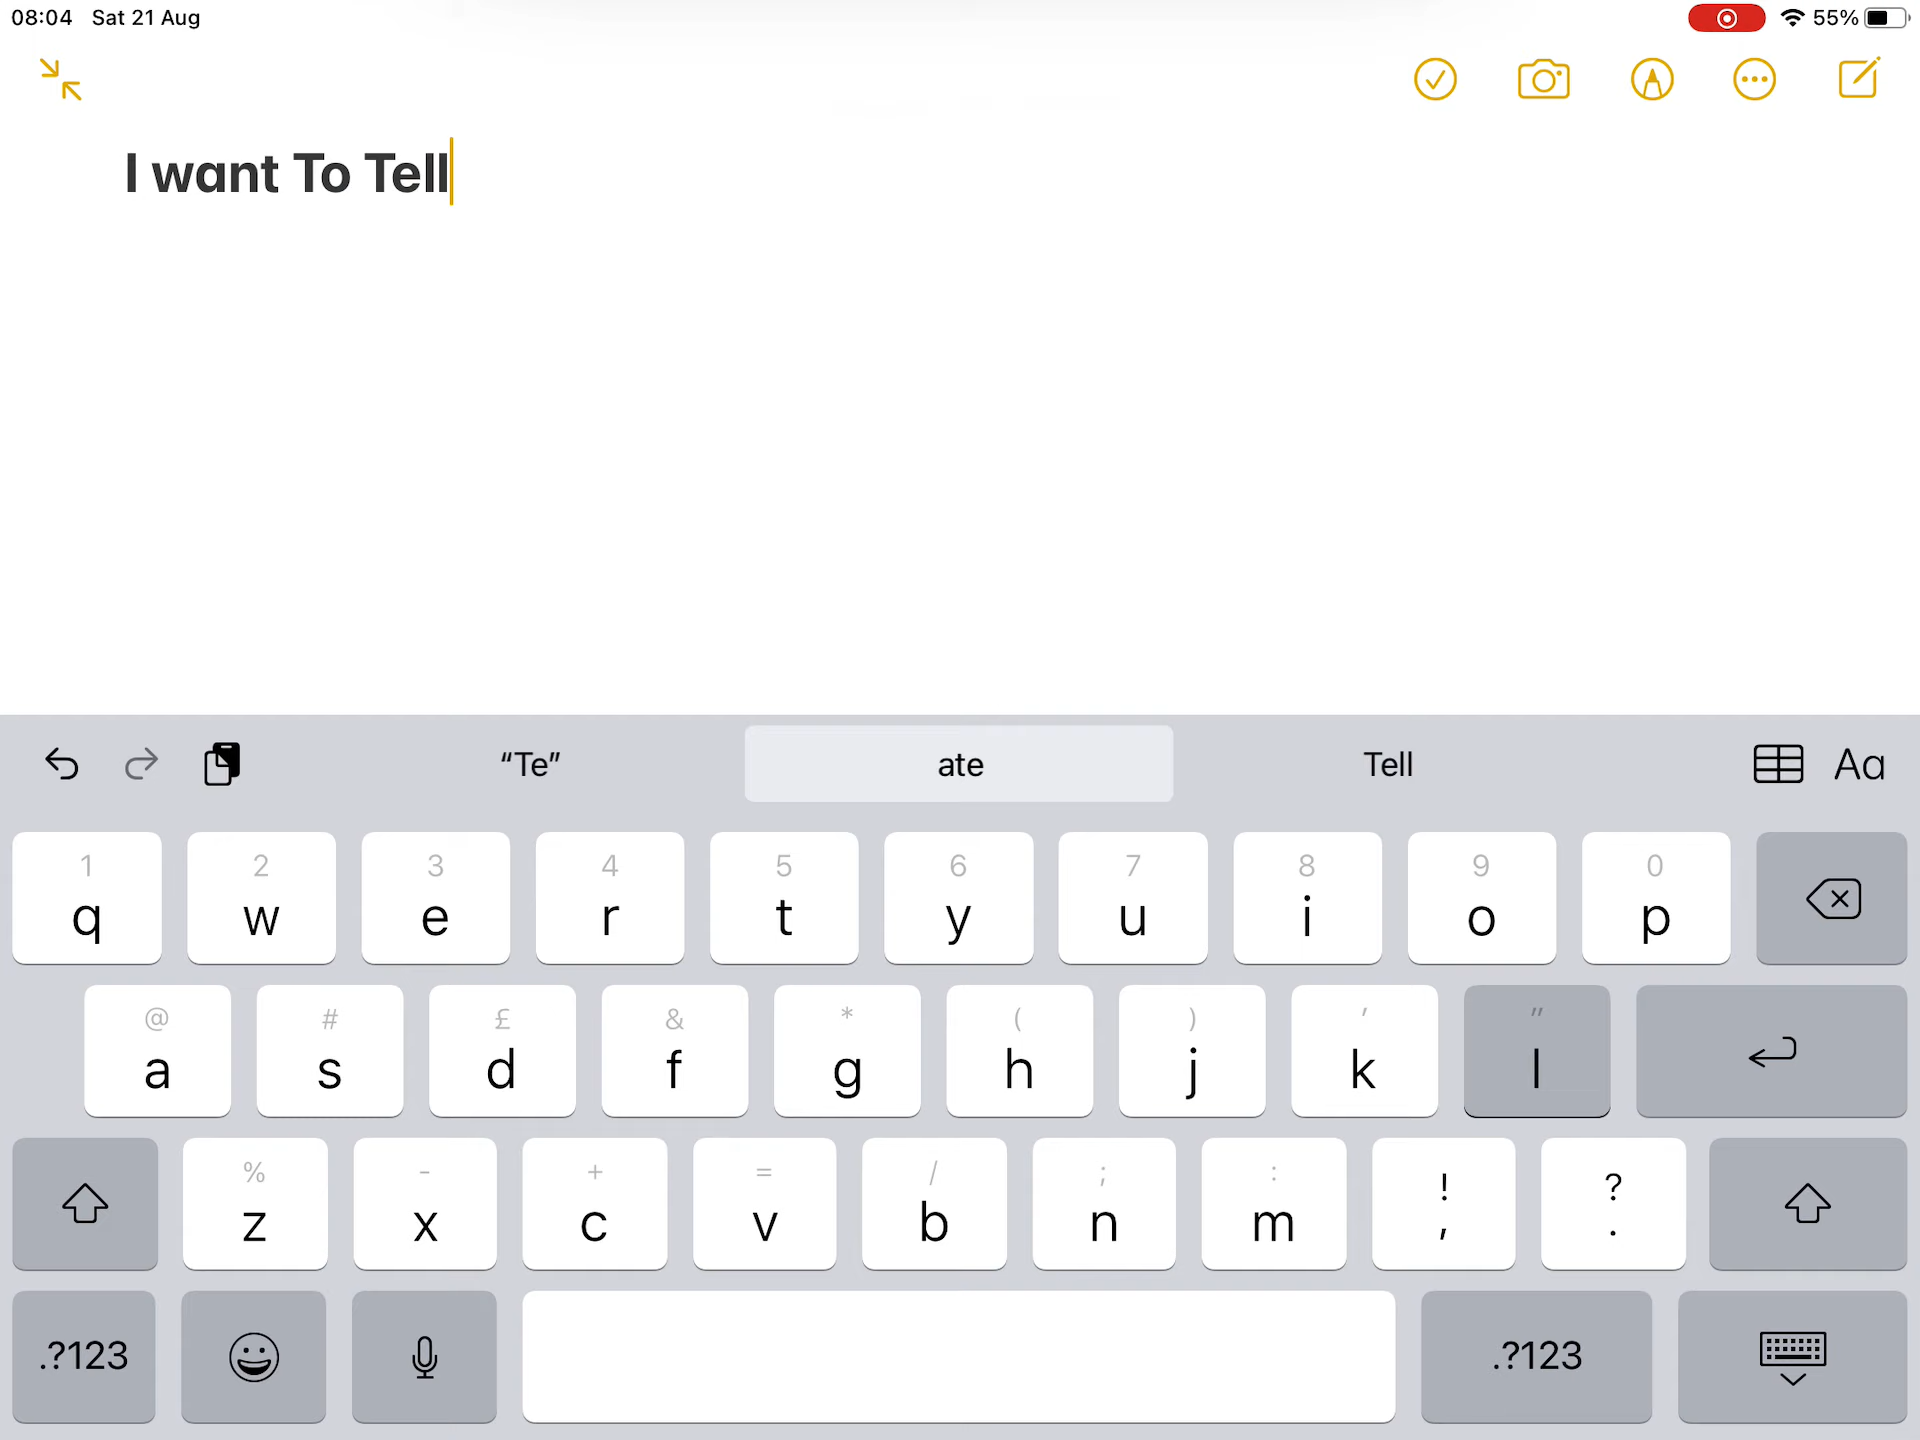 08:04 Sat 21 Aug
55%
I want To Tell
“Te” ate Tell Aa
1 2 3 4 5 6 7 8 9 0
q w e r t y u i o p
@ # £ & * ( ) ' "
a s d f g h j k l
% - + = / ; : ! ?
z x c v b n m , .
.?123 .?123